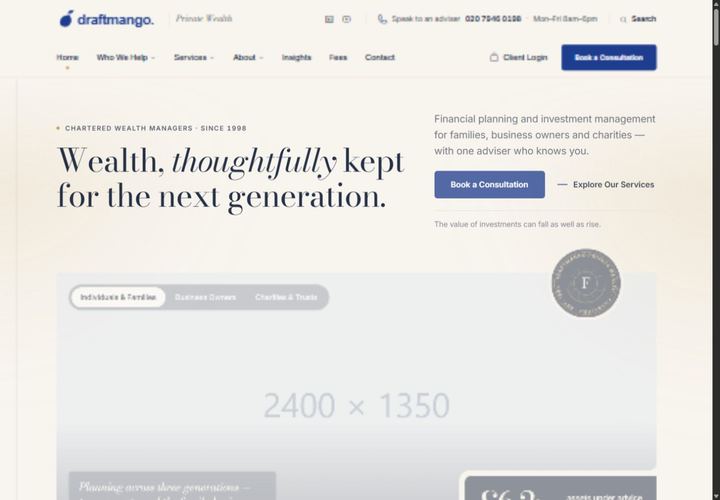 draftmango.
Private Wealth
Speak to an adviser 020 7946 0198 · Mon–Fri 8am–6pm
Search
Home
Who We Help
Services
About
Insights
Fees
Contact
Client Login
Book a Consultation
CHARTERED WEALTH MANAGERS · SINCE 1998
Wealth, thoughtfully kept
for the next generation.
Financial planning and investment management
for families, business owners and charities —
with one adviser who knows you.
Book a Consultation
Explore Our Services
The value of investments can fall as well as rise.
F
Individuals & Families
Business Owners
Charities & Trusts
2400 × 1350
Planning across three generations —
assets under advice